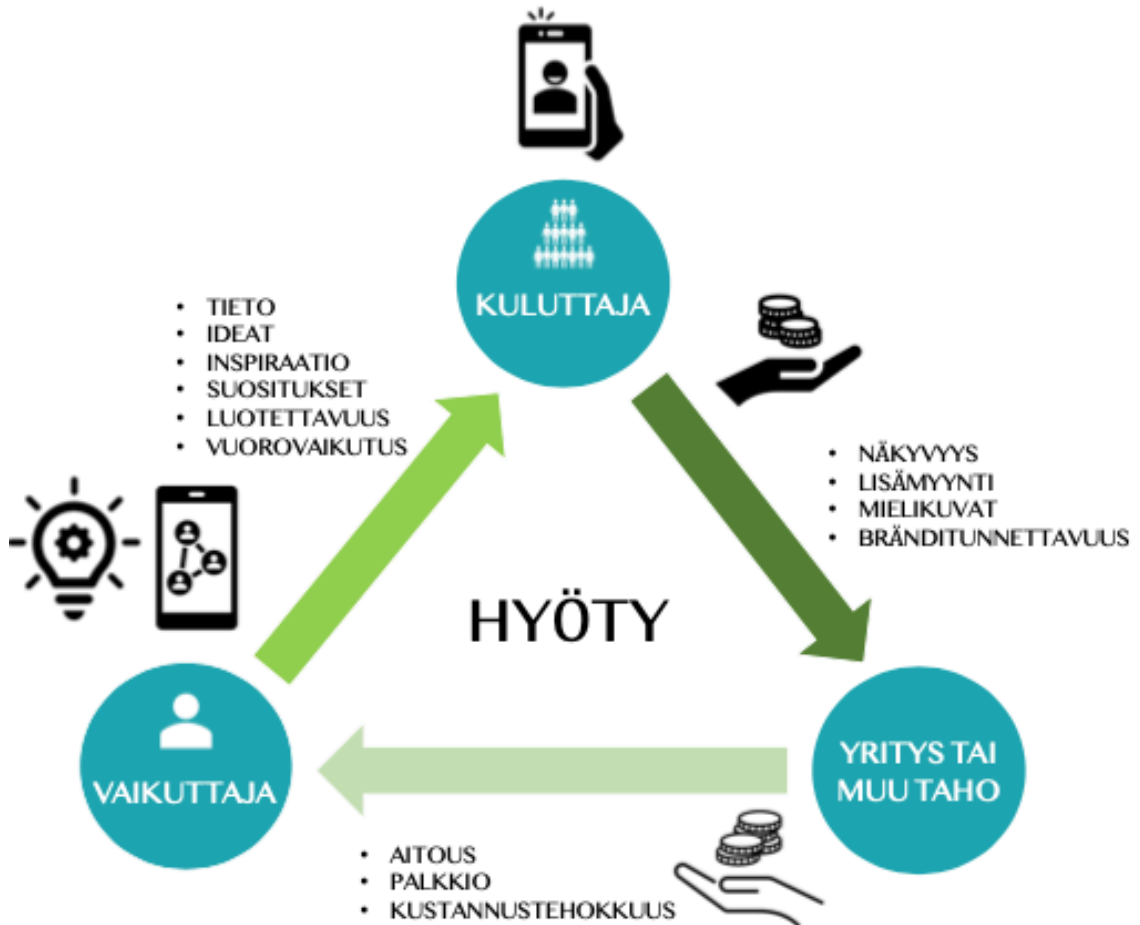 KULUTTAJA
• TIETO
• IDEAT
• INSPIRAATIO
• SUOSITUKSET
• LUOTETTAVUUS
• VUOROVAIKUTUS
• NÄKYVYYS
• LISÄMYYNTI
• MIELIKUVAT
• BRÄNDITUNNETTAVUUS
HYÖTY
VAIKUTTAJA
YRITYS TAI
MUU TAHO
• AITOUS
• PALKKIO
• KUSTANNUSTEHOKKUUS